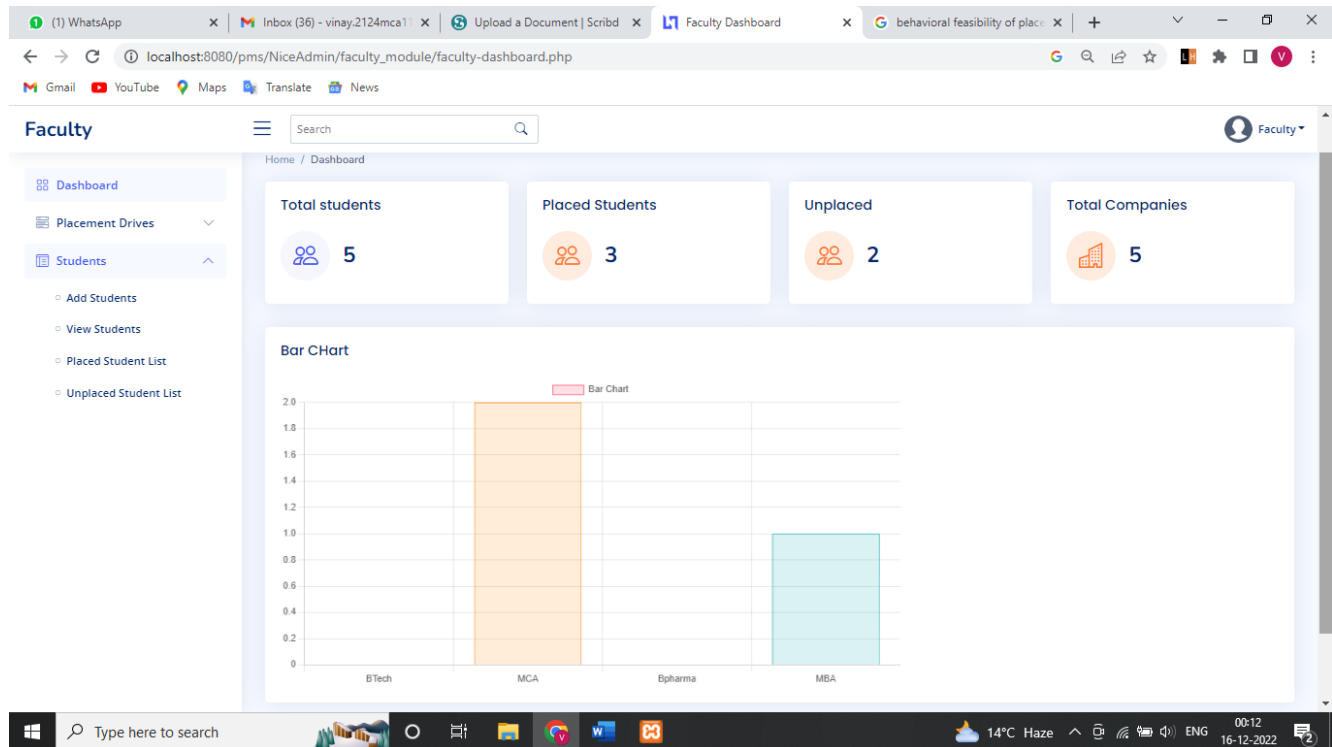 (1) WhatsApp
Inbox (36) - vinay.2124mca11
Upload a Document | Scribd
Faculty Dashboard
behavioral feasibility of place
localhost:8080/pms/NiceAdmin/faculty_module/faculty-dashboard.php
Gmail YouTube Maps Translate News
Faculty
Search
Faculty
Home / Dashboard
Dashboard
Placement Drives
Students
Add Students
View Students
Placed Student List
Unplaced Student List
Total students
5
Placed Students
3
Unplaced
2
Total Companies
5
Bar CHart
Bar Chart
2.0
1.8
1.6
1.4
1.2
1.0
0.8
0.6
0.4
0.2
0
BTech MCA Bpharma MBA
Type here to search
14°C Haze
ENG
00:12
16-12-2022
2